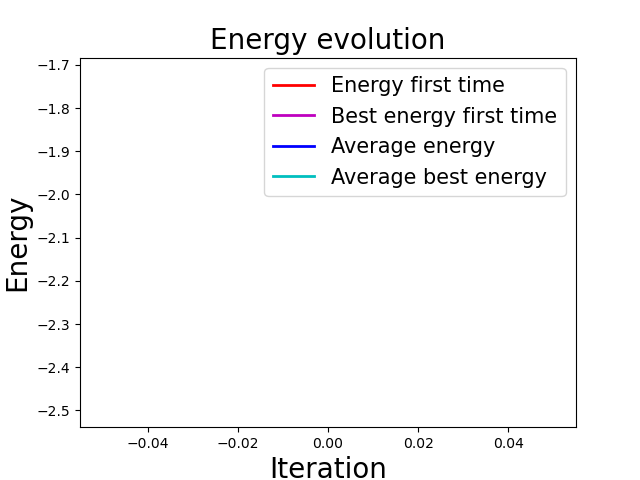 Energy evolution
Energy first time
Best energy first time
Average energy
Average best energy
−1.7
−1.8
−1.9
−2.0
−2.1
−2.2
−2.3
−2.4
−2.5
Energy
−0.04 −0.02 0.00 0.02 0.04
Iteration